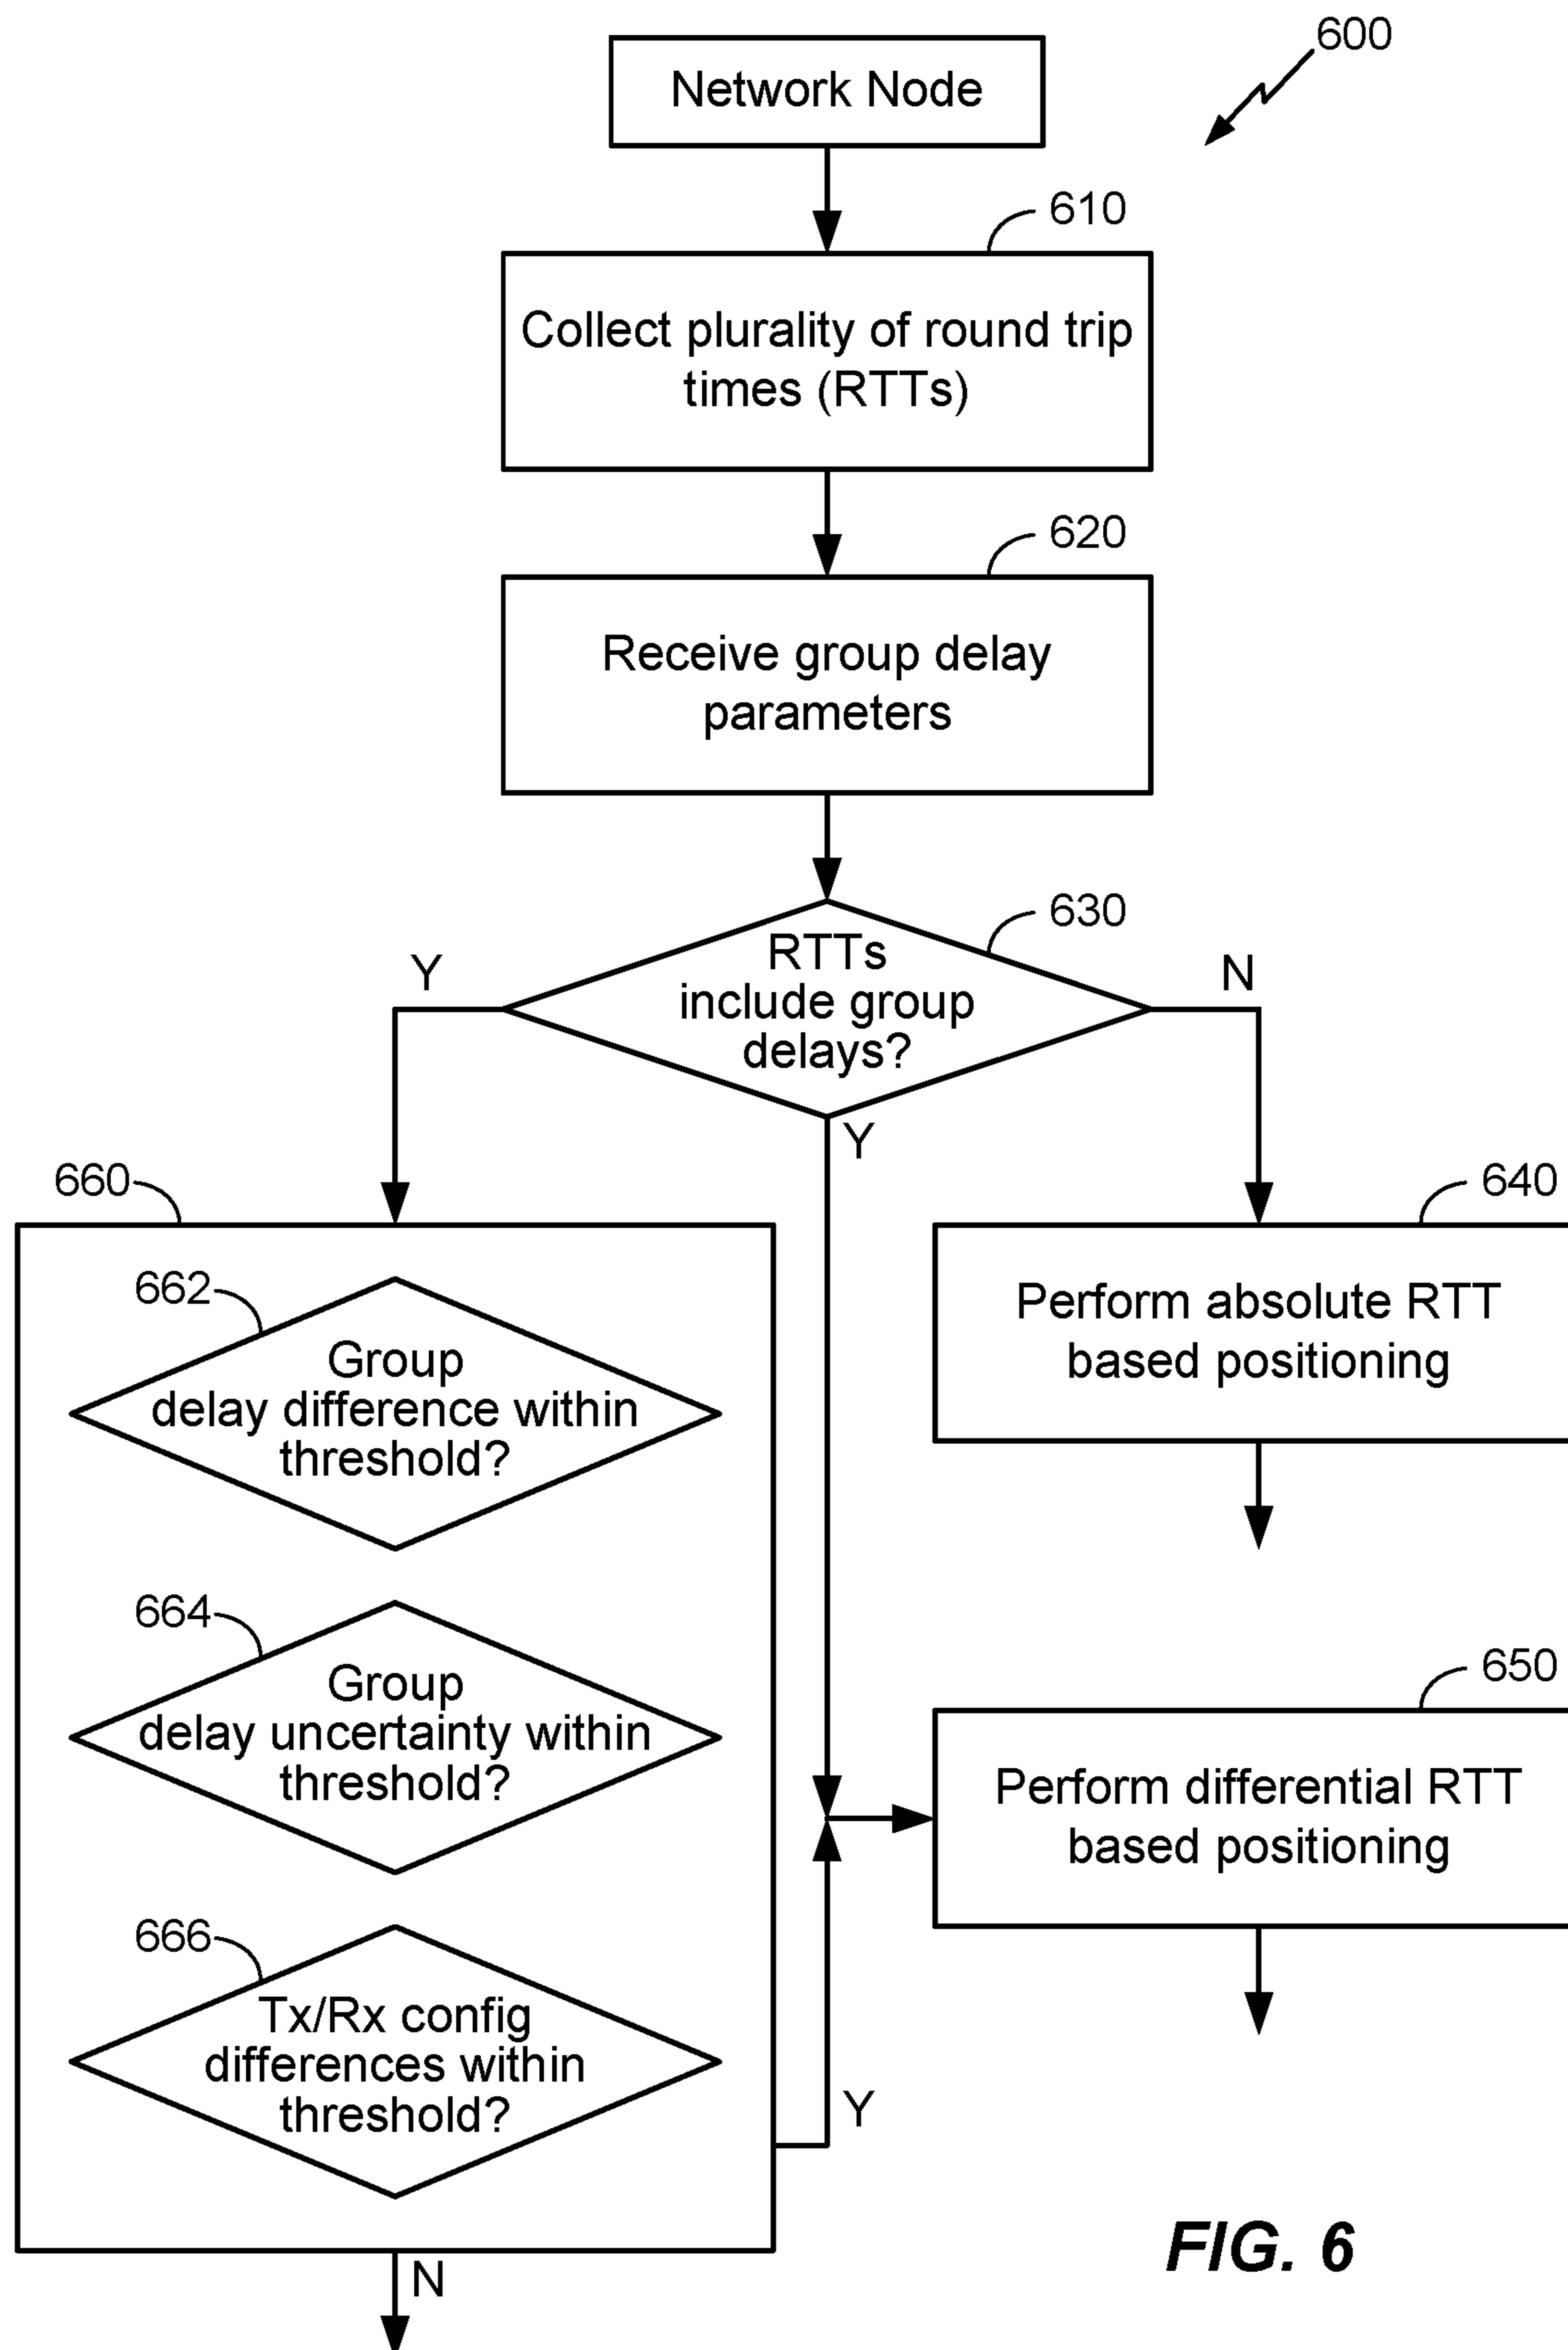 600
Network Node
610
Collect plurality of round trip
times (RTTs)
620
Receive group delay
parameters
630
RTTs
include group
delays?
Y
N
Y
660
640
662
Group
delay difference within
threshold?
Perform absolute RTT
based positioning
664
Group
delay uncertainty within
threshold?
650
Perform differential RTT
based positioning
666
Tx/Rx config
differences within
threshold?
Y
N
FIG. 6